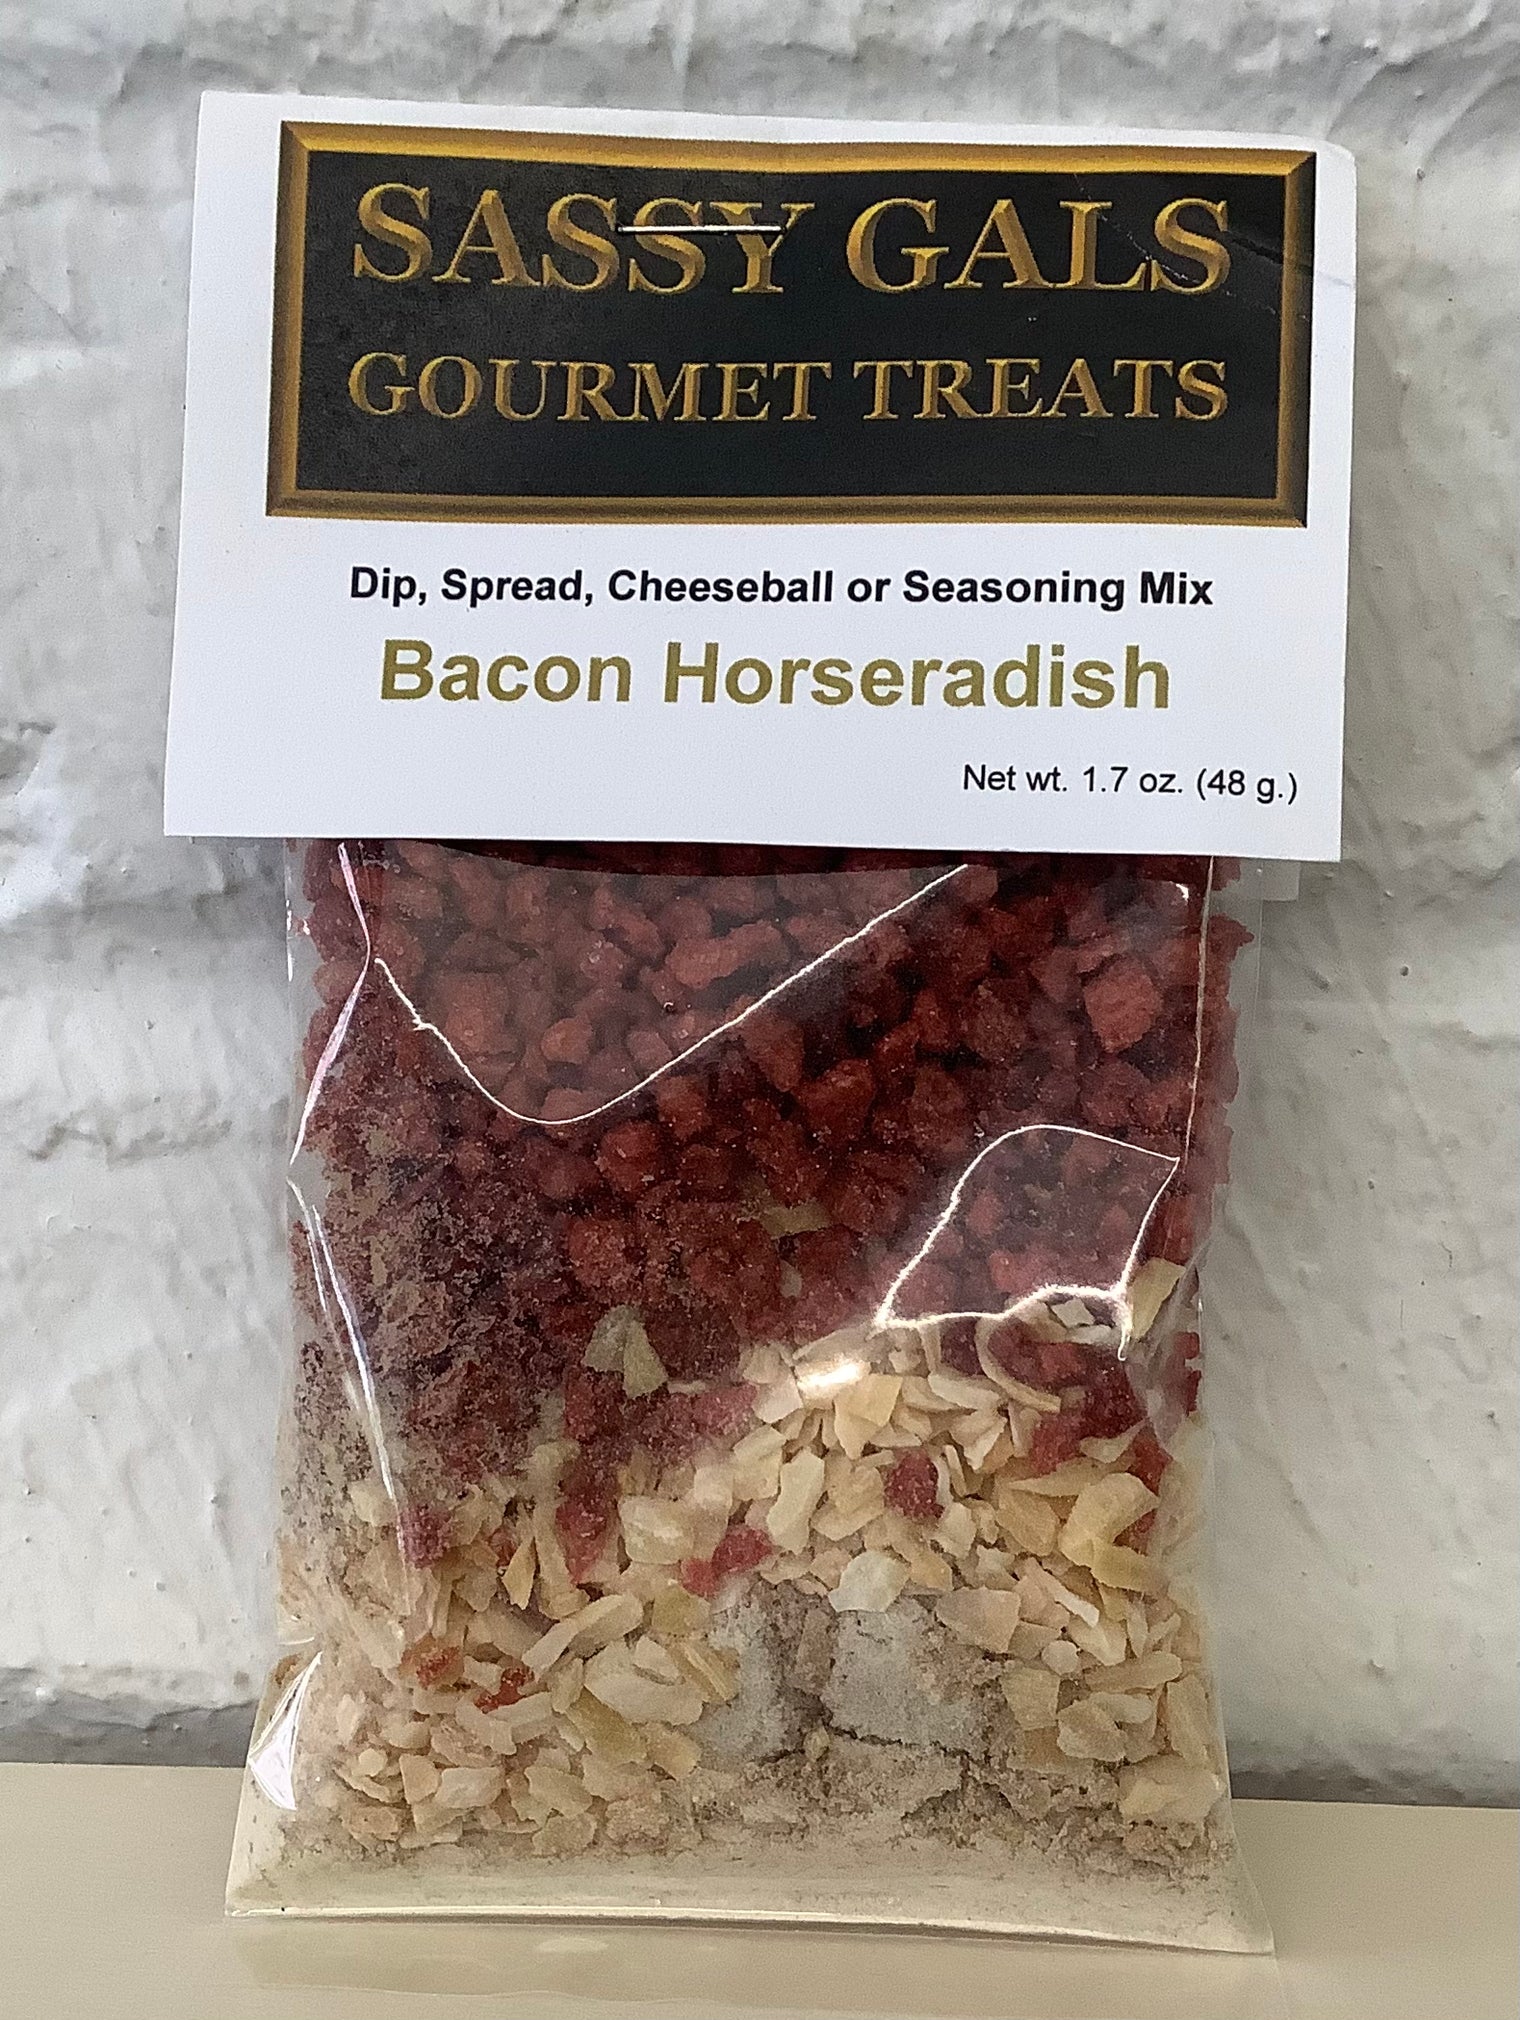 SASSY GALS
GOURMET TREATS
Dip, Spread, Cheeseball or Seasoning Mix
Bacon Horseradish
Net wt. 1.7 oz. (48 g.)